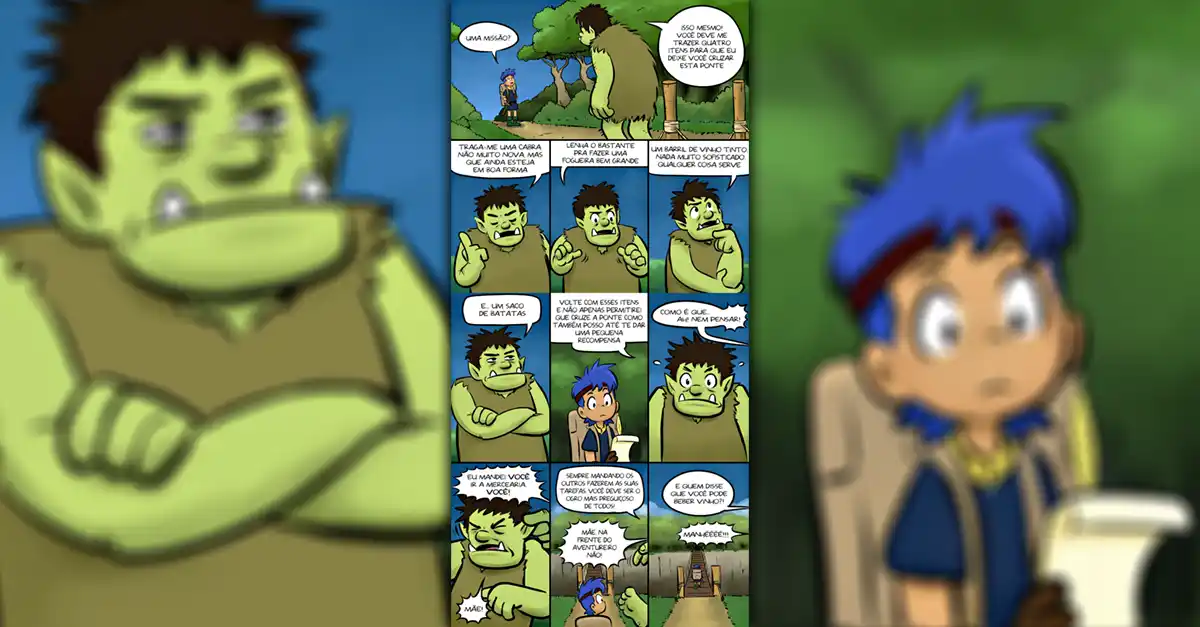 UMA MISSÃO?
ISSO MESMO!
VOCÊ DEVE ME
TRAZER QUATRO
ITENS PARA QUE EU
DEIXE VOCÊ CRUZAR
ESTA PONTE
TRAGA-ME UMA CABRA
NÃO MUITO NOVA, MAS
QUE AINDA ESTEJA
EM BOA FORMA
LENHA O BASTANTE
PRA FAZER UMA
FOGUEIRA BEM GRANDE
UM BARRIL DE VINHO TINTO
NADA MUITO SOFISTICADO
QUALQUER COISA SERVE
E... UM SACO
DE BATATAS
VOLTE COM ESSES ITENS
E NÃO APENAS PERMITIREI
QUE CRUZE A PONTE COMO
TAMBÉM POSSO ATÉ TE DAR
UMA PEQUENA
RECOMPENSA
COMO É QUE...
NEM PENSAR!
EU MANDEI VOCÊ
IR A MERCEARIA
VOCÊ!
MÃE!
SEMPRE MANDANDO OS
OUTROS FAZEREM AS SUAS
TAREFAS VOCÊ DEVE SER O
OGRO MAIS PREGUIÇOSO
DE TODOS!
MÃE NA
FRENTE DO
AVENTUREIRO
NÃO!
E QUEM DISSE
QUE VOCÊ PODE
BEBER VINHO?!
MANHÊÊÊÊ!!!